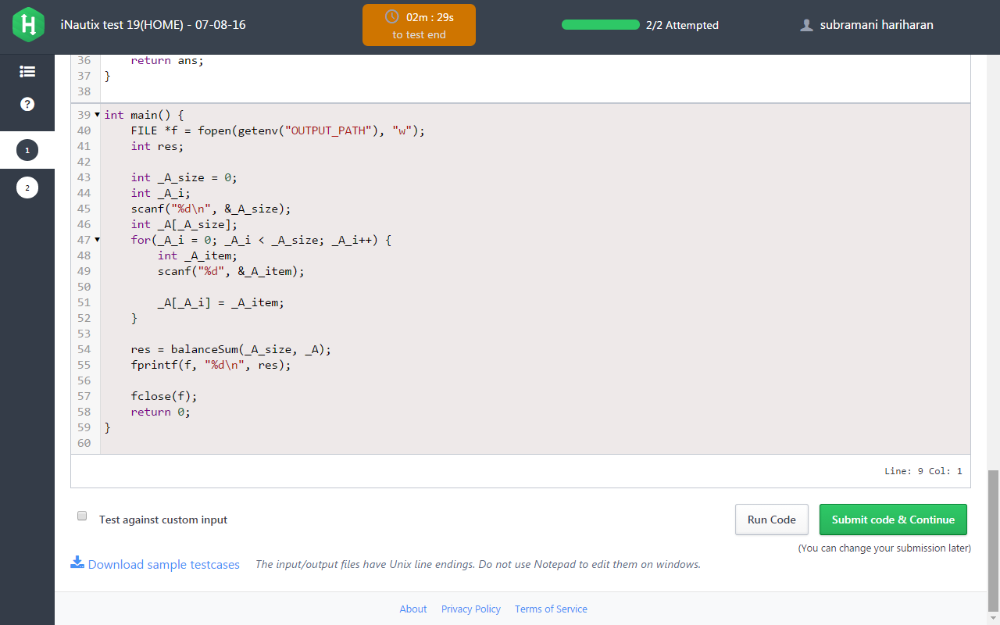 iNautix test 19(HOME) - 07-08-16
02m : 29s
to test end
2/2 Attempted
subramani hariharan
?
1
2
36     return ans;
37 }
38
39 int main() {
40     FILE *f = fopen(getenv("OUTPUT_PATH"), "w");
41     int res;
42
43     int _A_size = 0;
44     int _A_i;
45     scanf("%d\n", &_A_size);
46     int _A[_A_size];
47     for(_A_i = 0; _A_i < _A_size; _A_i++) {
48         int _A_item;
49         scanf("%d", &_A_item);
50
51         _A[_A_i] = _A_item;
52     }
53
54     res = balanceSum(_A_size, _A);
55     fprintf(f, "%d\n", res);
56
57     fclose(f);
58     return 0;
59 }
60
Line: 9 Col: 1
Test against custom input
Run Code
Submit code & Continue
(You can change your submission later)
Download sample testcases
The input/output files have Unix line endings. Do not use Notepad to edit them on windows.
About Privacy Policy Terms of Service